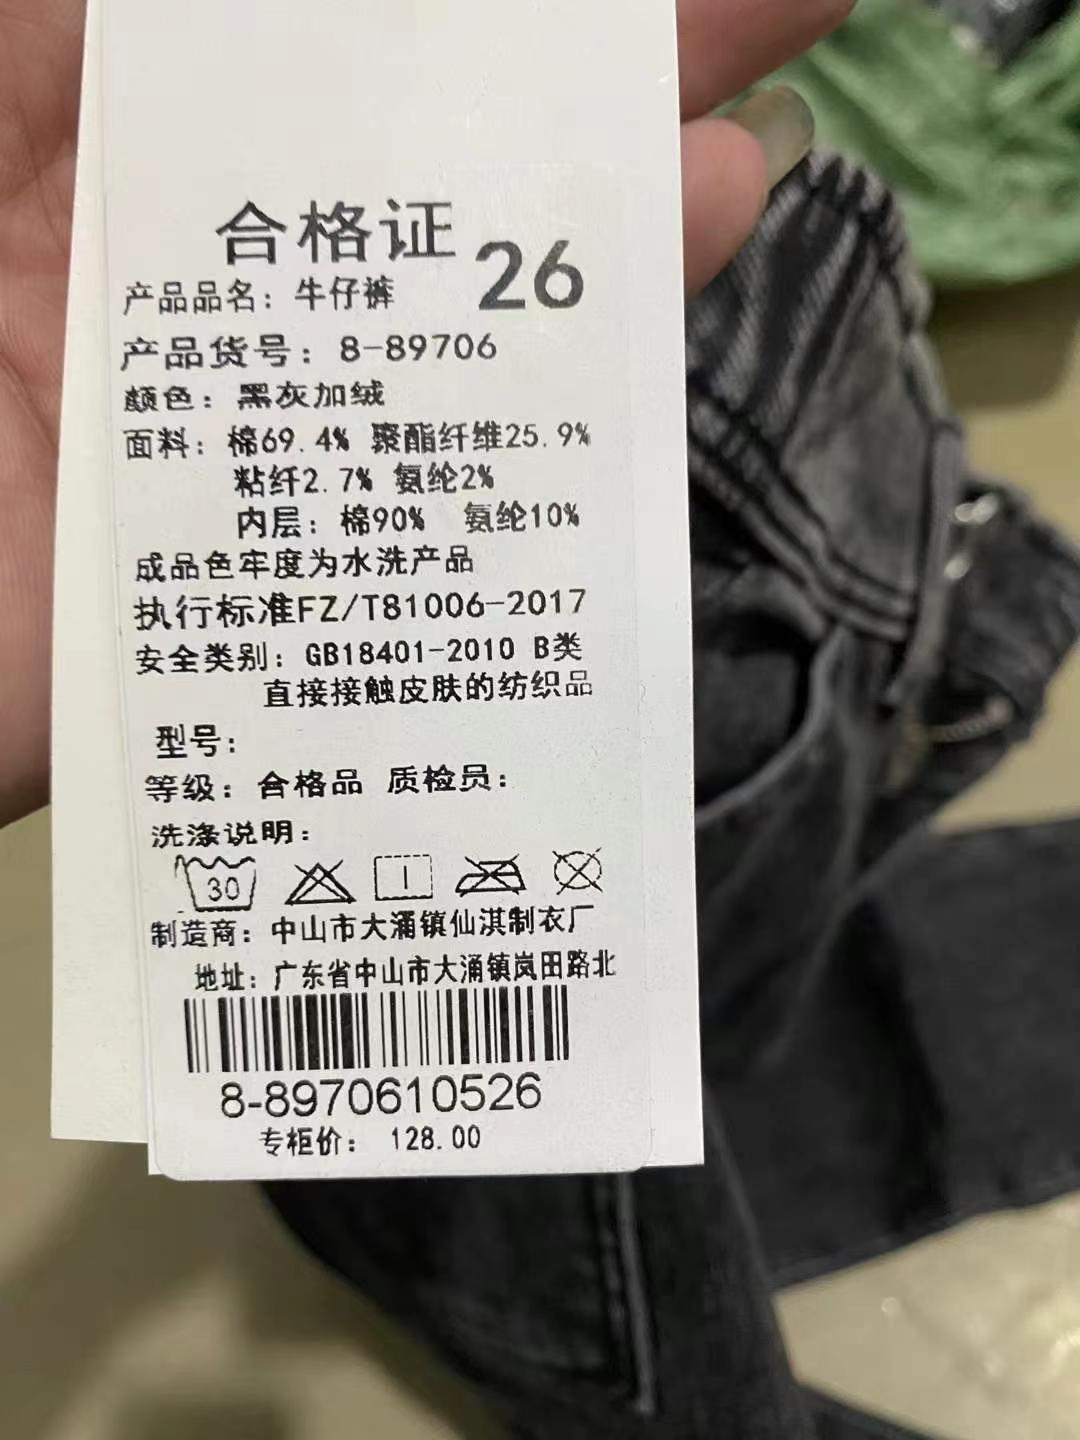 合格证
26
产品品名：牛仔裤
产品货号：8-89706
颜色：黑灰加绒
面料：棉69.4% 聚酯纤维25.9%
粘纤2.7% 氨纶2%
内层：棉90% 氨纶10%
成品色牢度为水洗产品
执行标准FZ/T81006-2017
安全类别：GB18401-2010 B类
直接接触皮肤的纺织品
型号：
等级：合格品 质检员：
洗涤说明：
30
制造商：中山市大涌镇仙淇制衣厂
地址：广东省中山市大涌镇岚田路北
8-8970610526
专柜价： 128.00